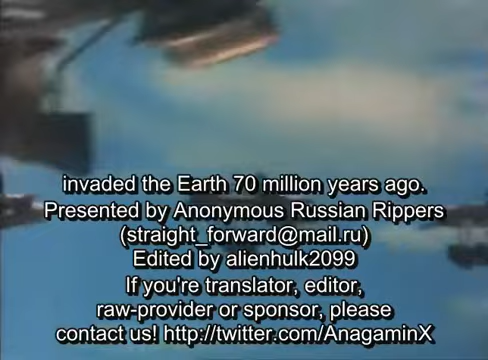 invaded the Earth 70 million years ago.
Presented by Anonymous Russian Rippers
(straight_forward@mail.ru)
Edited by alienhulk2099
If you're translator, editor,
raw-provider or sponsor, please
contact us! http://twitter.com/AnagaminX